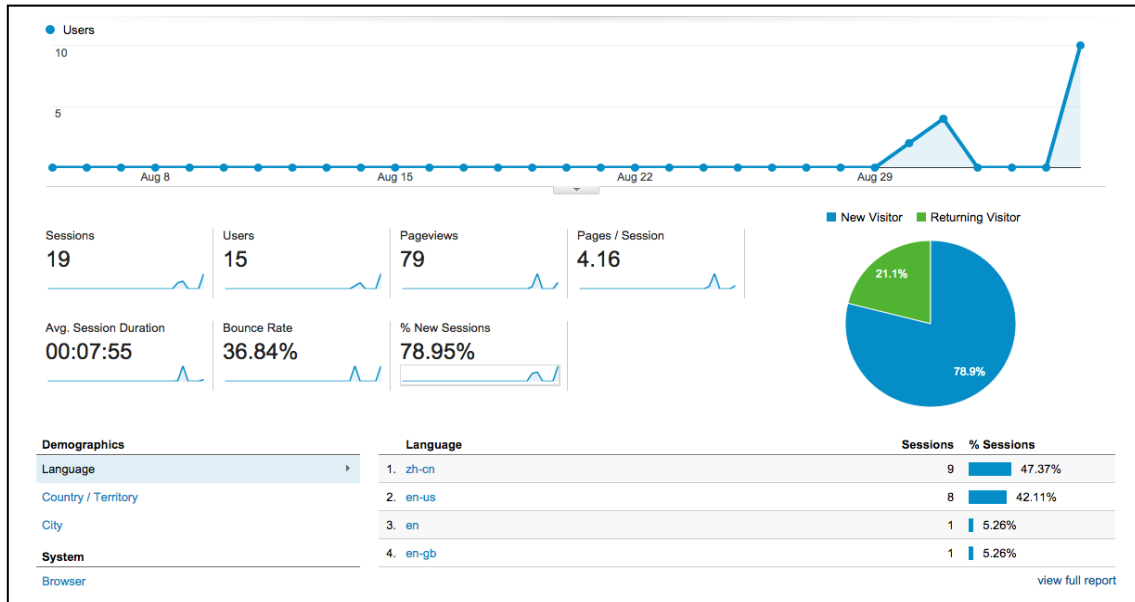 Users
10
5
Aug 8 Aug 15 Aug 22 Aug 29
New Visitor Returning Visitor
Sessions Users Pageviews Pages / Session
19 15 79 4.16
21.1%
78.9%
Avg. Session Duration Bounce Rate % New Sessions
00:07:55 36.84% 78.95%
Demographics Language Sessions % Sessions
Language 1. zh-cn 9 47.37%
Country / Territory 2. en-us 8 42.11%
City 3. en 1 5.26%
System 4. en-gb 1 5.26%
Browser view full report